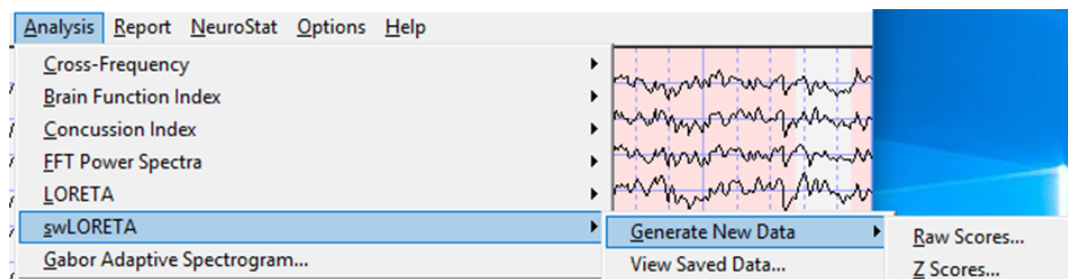 Analysis Report NeuroStat Options Help
Cross-Frequency
Brain Function Index
Concussion Index
FFT Power Spectra
LORETA
swLORETA
Gabor Adaptive Spectrogram...
Generate New Data
View Saved Data...
Raw Scores...
Z Scores...